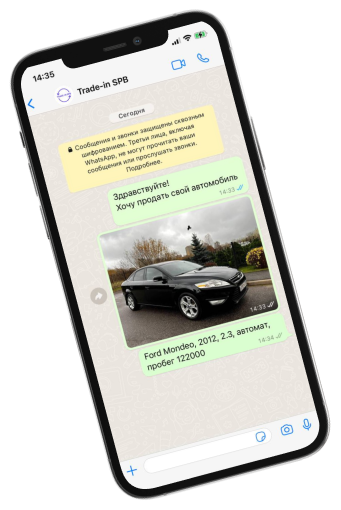 14:35
Trade-in SPB
Сегодня
Сообщения и звонки защищены сквозным
шифрованием. Третьи лица, включая
WhatsApp, не могут прочитать ваши
сообщения или прослушать звонки.
Подробнее.
Здравствуйте!
Хочу продать свой автомобиль
14:33
14:33
Ford Mondeo, 2012, 2.3, автомат,
пробег 122000
14:34